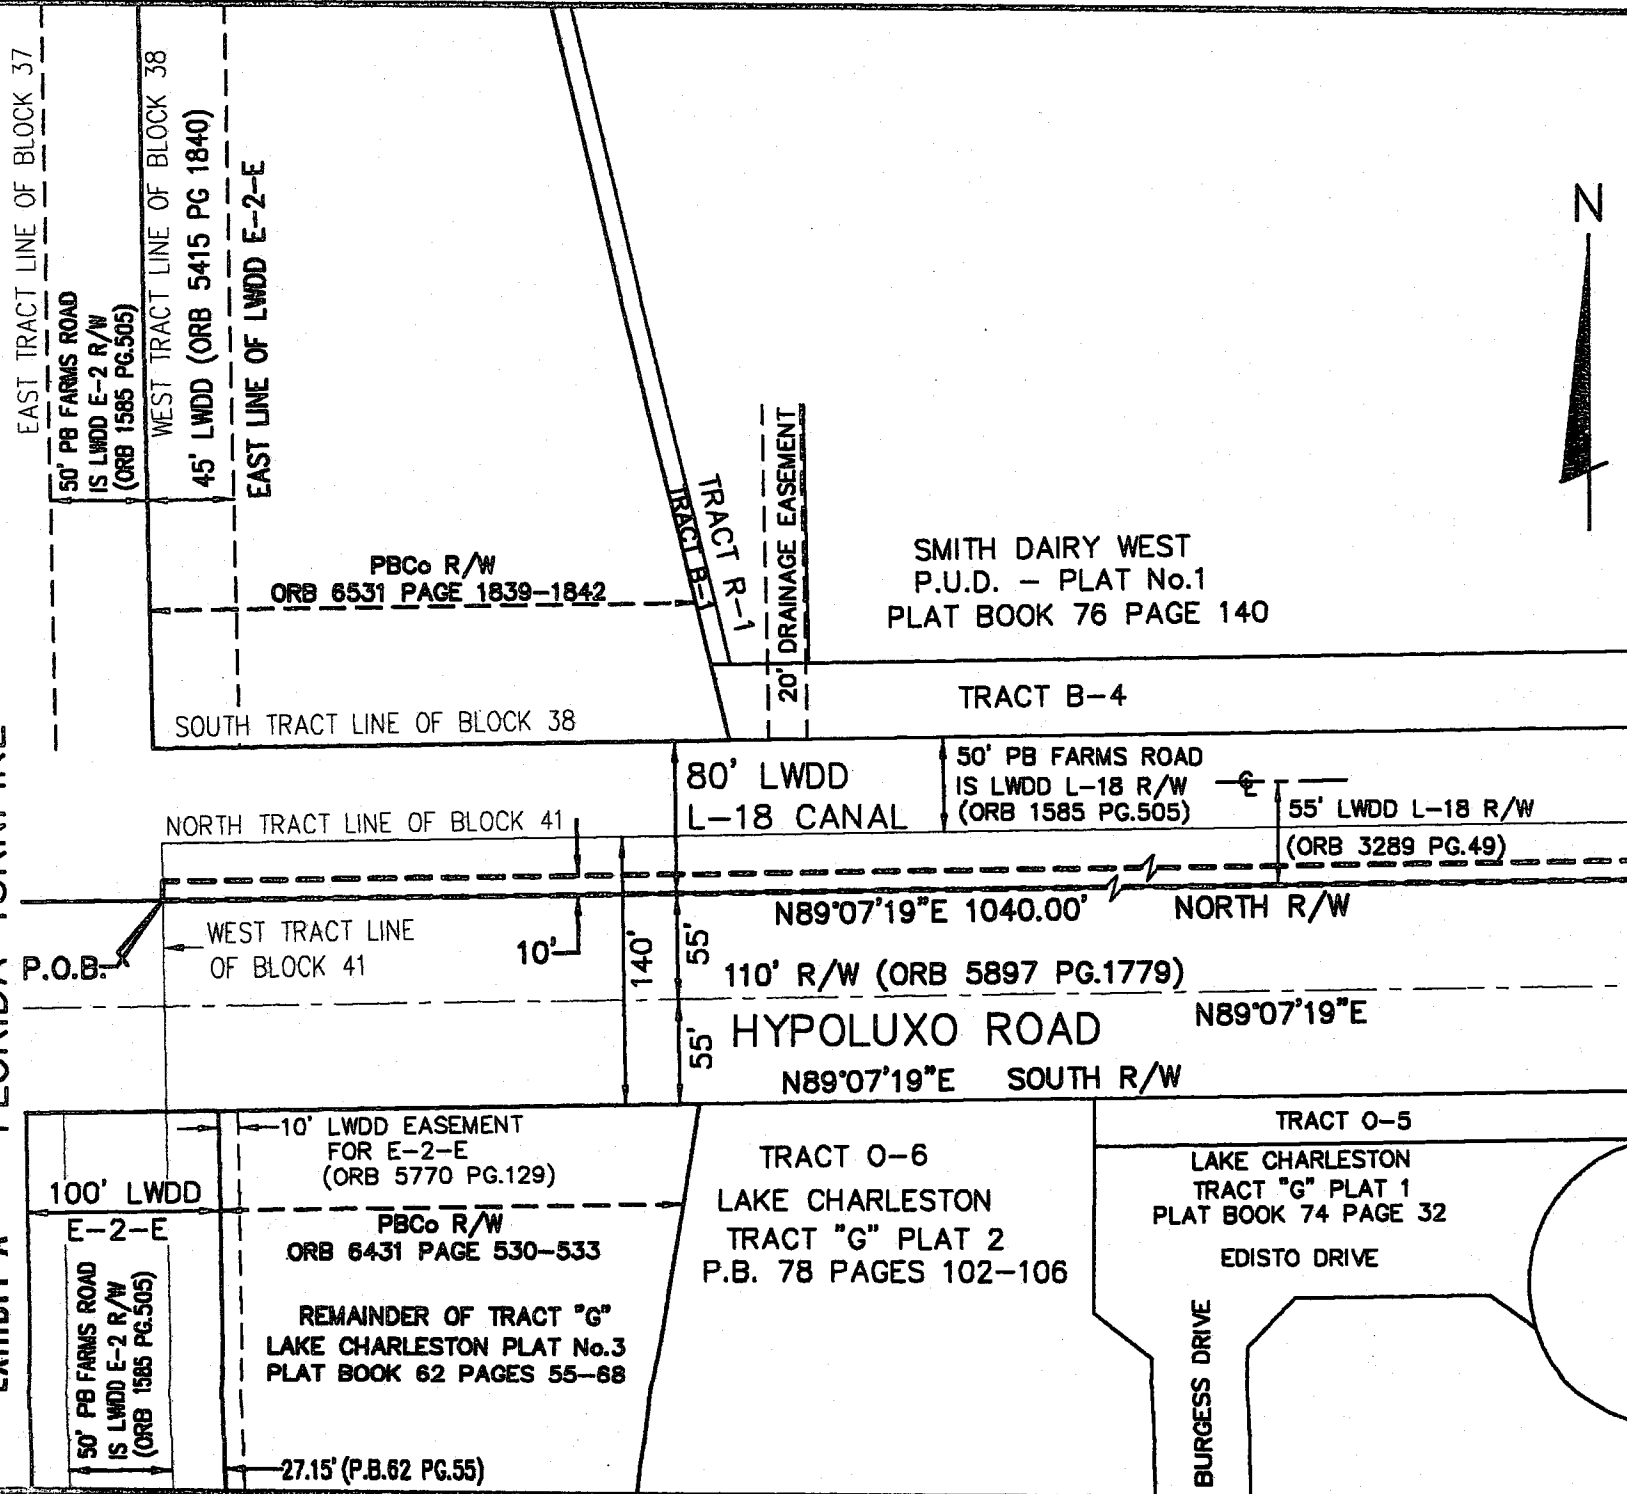 EAST TRACT LINE OF BLOCK 37
50' PB FARMS ROAD
IS LWDD E-2 R/W
(ORB 1585 PG.505)
WEST TRACT LINE OF BLOCK 38
45' LWDD (ORB 5415 PG 1840)
EAST LINE OF LWDD E-2-E
N
PBCo R/W
ORB 6531 PAGE 1839-1842
TRACT B-1
TRACT R-1
20' DRAINAGE EASEMENT
SMITH DAIRY WEST
P.U.D. - PLAT No.1
PLAT BOOK 76 PAGE 140
TRACT B-4
SOUTH TRACT LINE OF BLOCK 38
80' LWDD
L-18 CANAL
50' PB FARMS ROAD
IS LWDD L-18 R/W
(ORB 1585 PG.505)
℄
55' LWDD L-18 R/W
(ORB 3289 PG.49)
NORTH TRACT LINE OF BLOCK 41
N89°07'19"E 1040.00'
NORTH R/W
P.O.B.
WEST TRACT LINE
OF BLOCK 41
10'
140'
55'
110' R/W (ORB 5897 PG.1779)
N89°07'19"E
HYPOLUXO ROAD
55'
N89°07'19"E SOUTH R/W
10' LWDD EASEMENT
FOR E-2-E
(ORB 5770 PG.129)
100' LWDD
E-2-E
PBCo R/W
ORB 6431 PAGE 530-533
50' PB FARMS ROAD
IS LWDD E-2 R/W
(ORB 1585 PG.505)
REMAINDER OF TRACT "G"
LAKE CHARLESTON PLAT No.3
PLAT BOOK 62 PAGES 55-68
27.15' (P.B.62 PG.55)
TRACT O-6
LAKE CHARLESTON
TRACT "G" PLAT 2
P.B. 78 PAGES 102-106
TRACT O-5
LAKE CHARLESTON
TRACT "G" PLAT 1
PLAT BOOK 74 PAGE 32
EDISTO DRIVE
BURGESS DRIVE